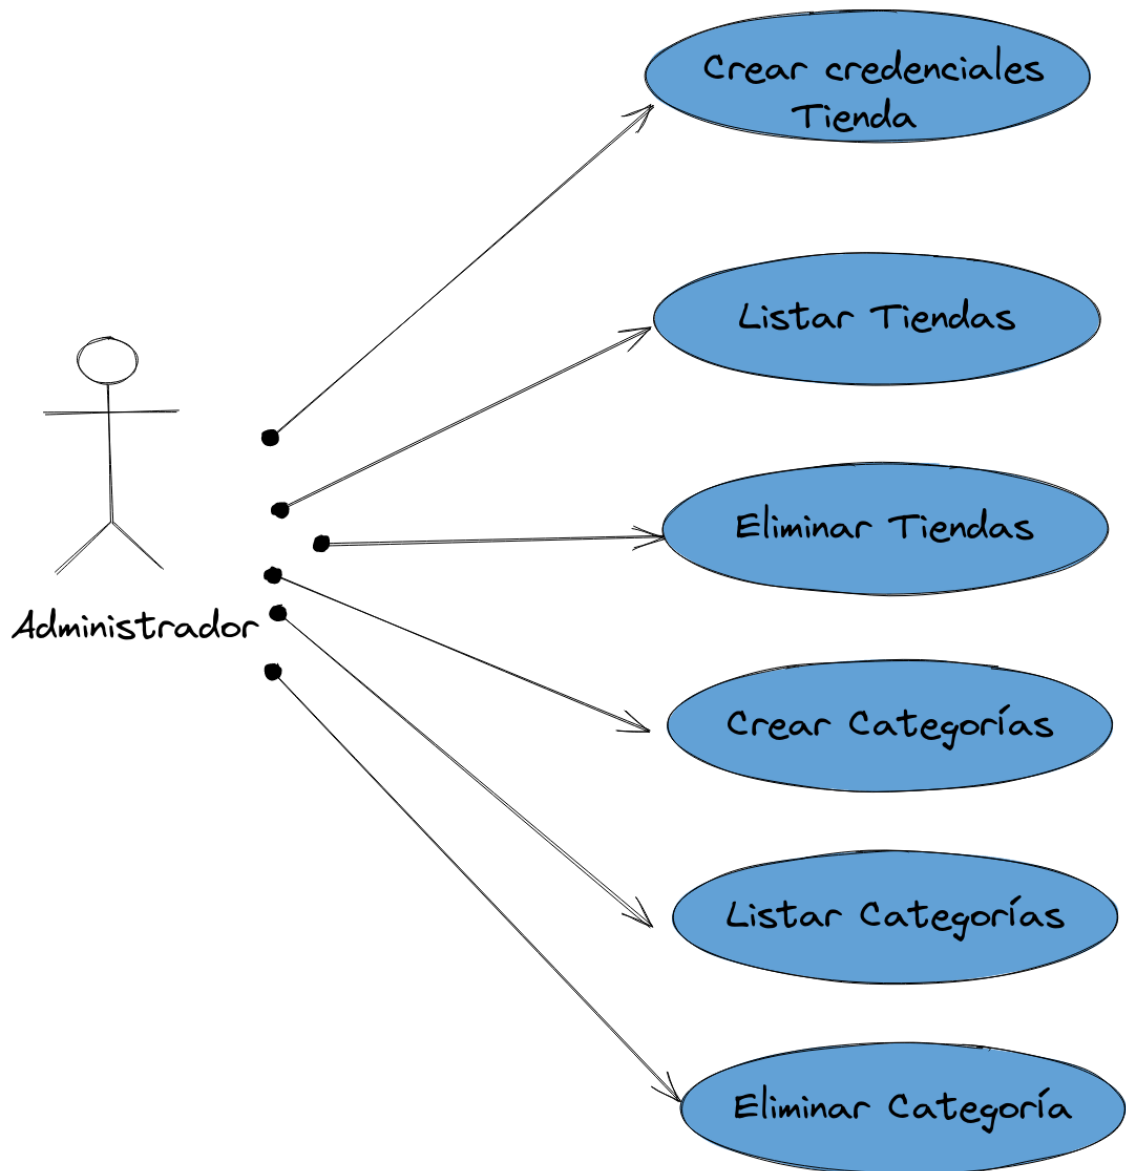 Crear credenciales
Tienda
Listar Tiendas
Eliminar Tiendas
Administrador
Crear Categorías
Listar Categorías
Eliminar Categoría